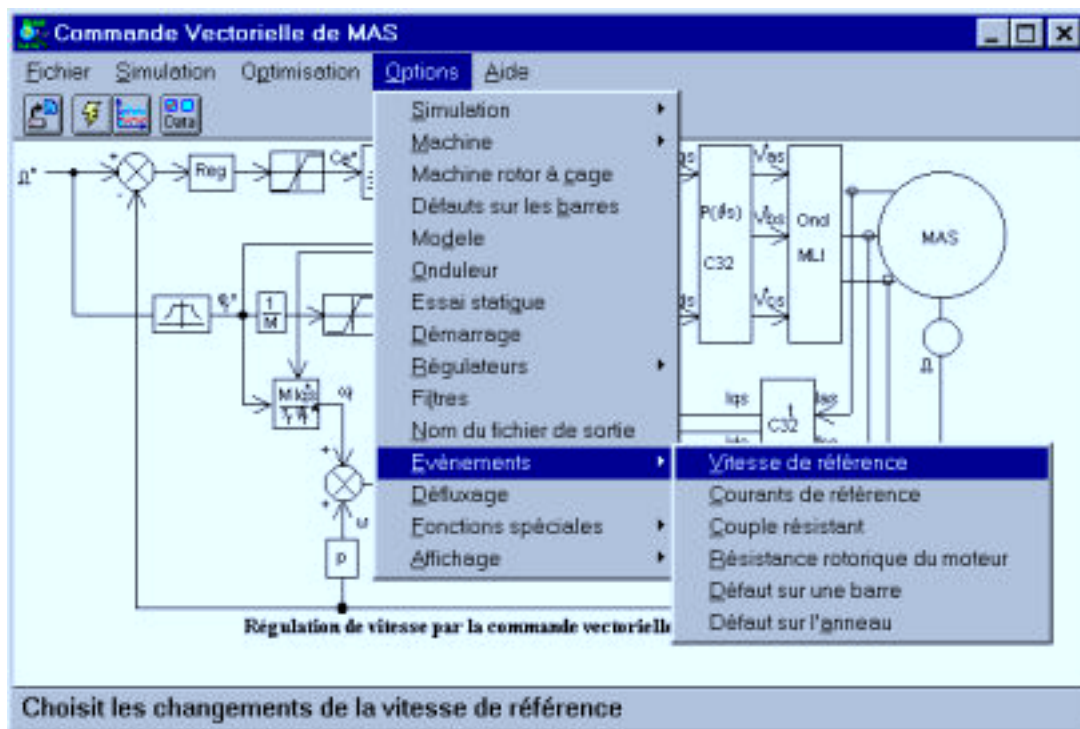 Commande Vectorielle de MAS
Fichier Simulation Optimisation Options Aide
Data
Simulation
Machine
Machine rotor à cage
Défauts sur les barres
Modele
Onduleur
Essai statique
Démarrage
Régulateurs
Filtres
Nom du fichier de sortie
Evènements
Défluxage
Fonctions spéciales
Affichage
Vitesse de référence
Courants de référence
Couple résistant
Résistance rotorique du moteur
Défaut sur une barre
Défaut sur l'anneau
Ω*
+
-
Reg
Ce*
P(θs)
C32
Vas
Vbs
Vcs
Ond
MLI
MAS
Ω
1
M
M Iqs
+
+
ω
p
Iqs
Ias
t
C32
Régulation de vitesse par la commande vectorielle
Choisit les changements de la vitesse de référence